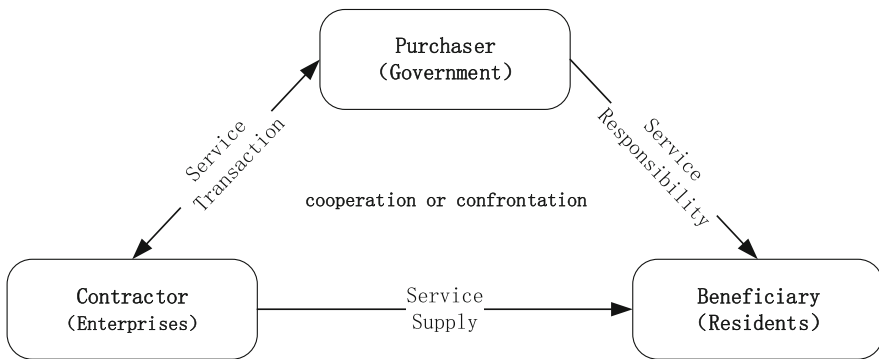 Purchaser
(Government)
Service
Transaction
Service
Responsibility
cooperation or confrontation
Contractor
(Enterprises)
Service
Supply
Beneficiary
(Residents)